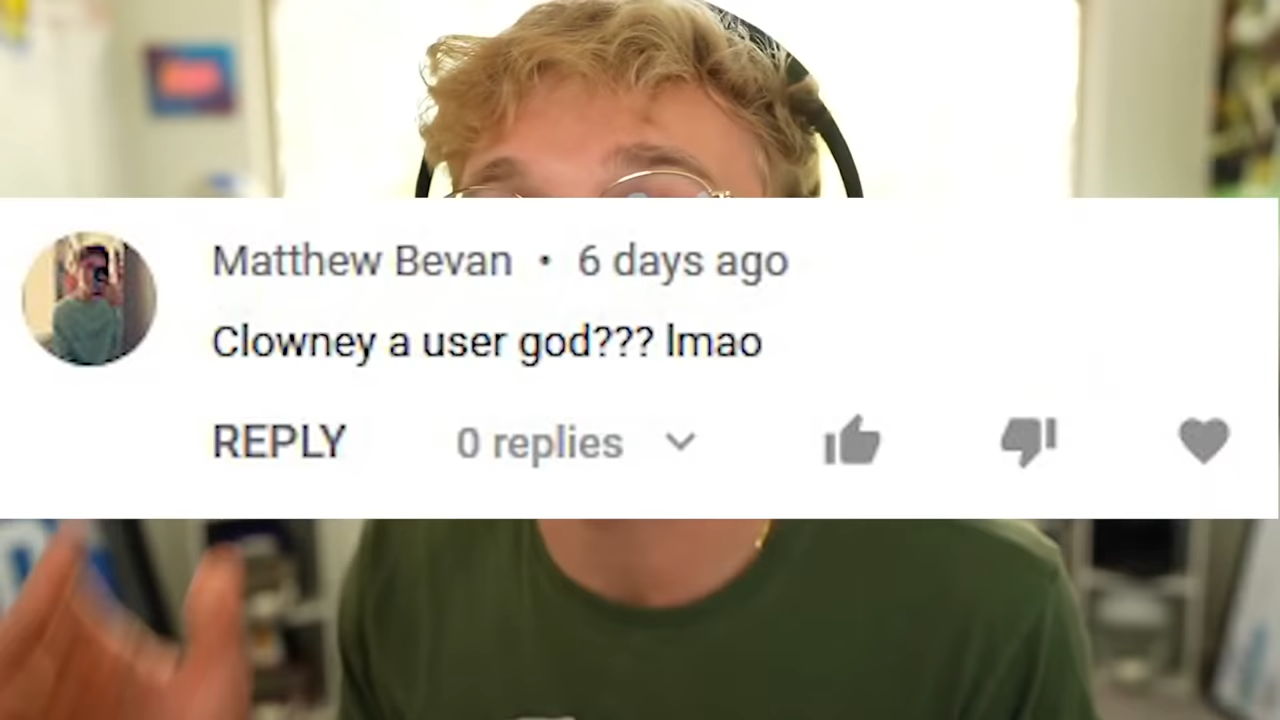 Matthew Bevan • 6 days ago
Clowney a user god??? lmao
REPLY 0 replies